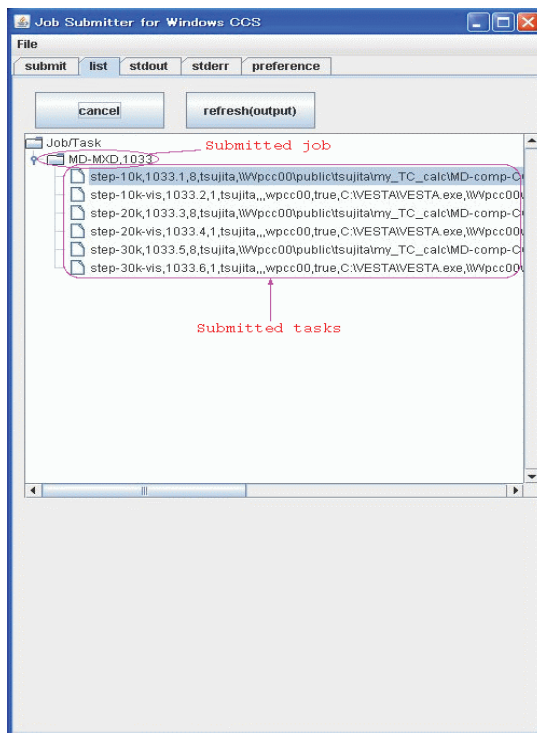 Job Submitter for Windows CCS
File
submit list stdout stderr preference
cancel refresh(output)
Job/Task
Submitted job
MD-MXD,1033
step-10k,1033.1,8,tsujita,\\Wpcc00\public\tsujita\my_TC_calc\MD-comp-C
step-10k-vis,1033.2,1,tsujita,,,wpcc00,true,C:\VESTA\VESTA.exe,\\Wpcc00\
step-20k,1033.3,8,tsujita,\\Wpcc00\public\tsujita\my_TC_calc\MD-comp-C
step-20k-vis,1033.4,1,tsujita,,,wpcc00,true,C:\VESTA\VESTA.exe,\\Wpcc00\
step-30k,1033.5,8,tsujita,\\Wpcc00\public\tsujita\my_TC_calc\MD-comp-C
step-30k-vis,1033.6,1,tsujita,,,wpcc00,true,C:\VESTA\VESTA.exe,\\Wpcc00\
Submitted tasks